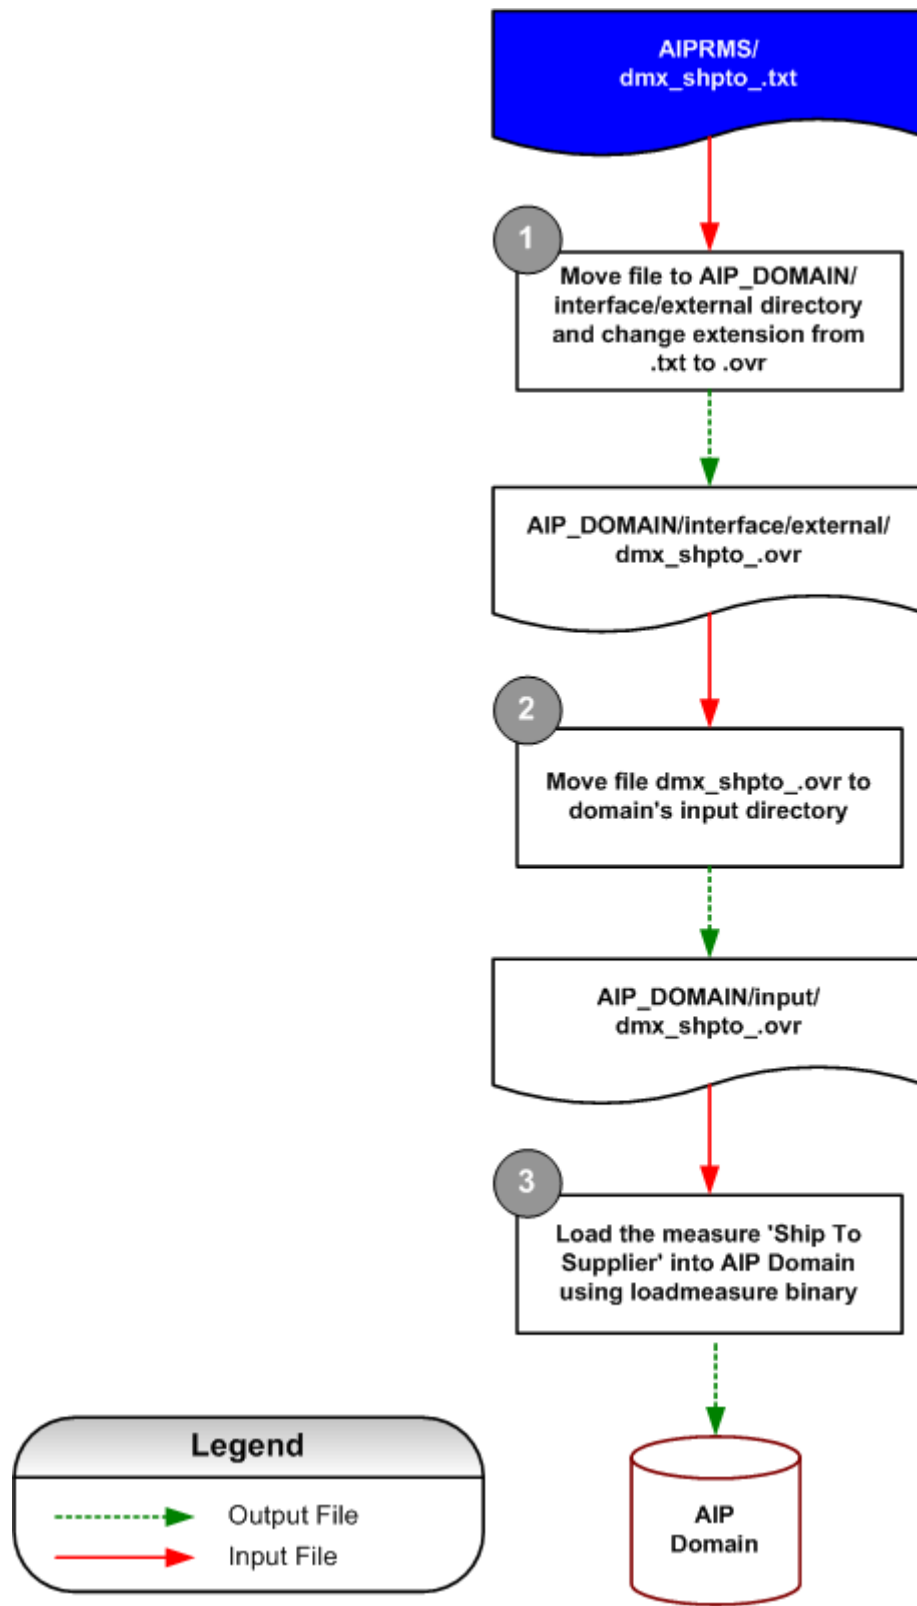 AIPRMS/
dmx_shpto_.txt
1
Move file to AIP_DOMAIN/
interface/external directory
and change extension from
.txt to .ovr
AIP_DOMAIN/interface/external/
dmx_shpto_.ovr
2
Move file dmx_shpto_.ovr to
domain's input directory
AIP_DOMAIN/input/
dmx_shpto_.ovr
3
Load the measure 'Ship To
Supplier' into AIP Domain
using loadmeasure binary
Legend
Output File
Input File
AIP
Domain